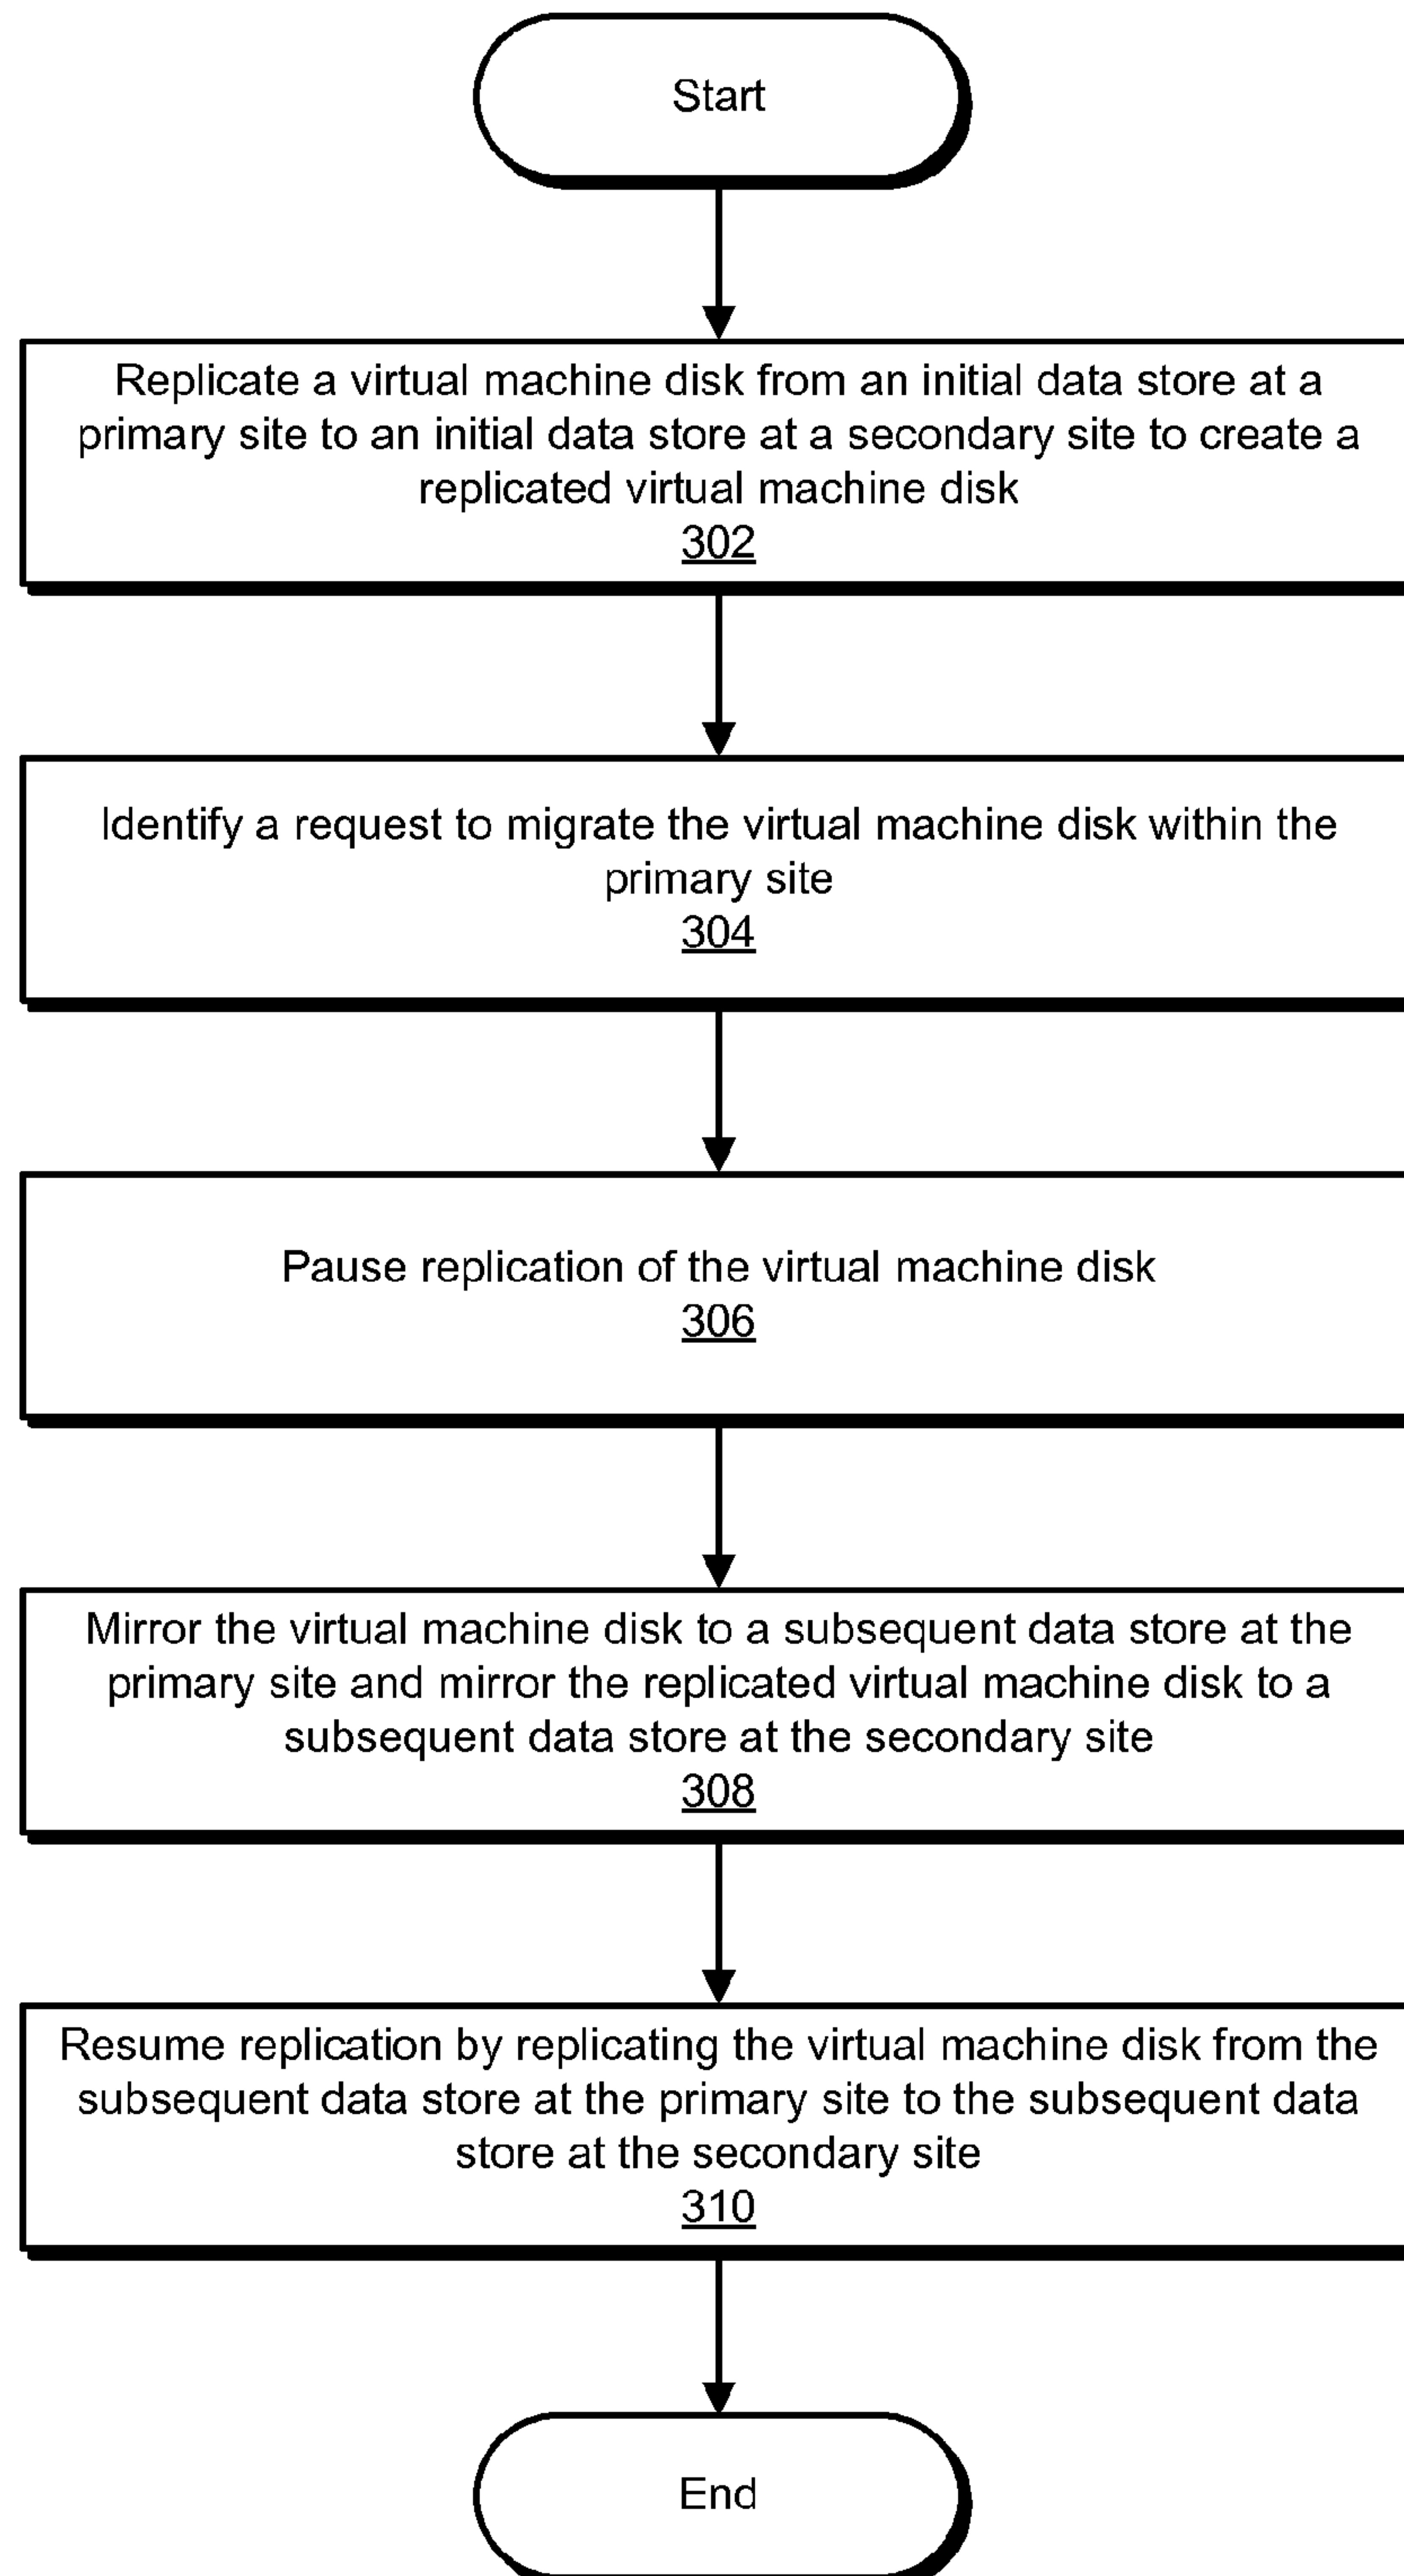 Start
Replicate a virtual machine disk from an initial data store at a
primary site to an initial data store at a secondary site to create a
replicated virtual machine disk
302
Identify a request to migrate the virtual machine disk within the
primary site
304
Pause replication of the virtual machine disk
306
Mirror the virtual machine disk to a subsequent data store at the
primary site and mirror the replicated virtual machine disk to a
subsequent data store at the secondary site
308
Resume replication by replicating the virtual machine disk from the
subsequent data store at the primary site to the subsequent data
store at the secondary site
310
End